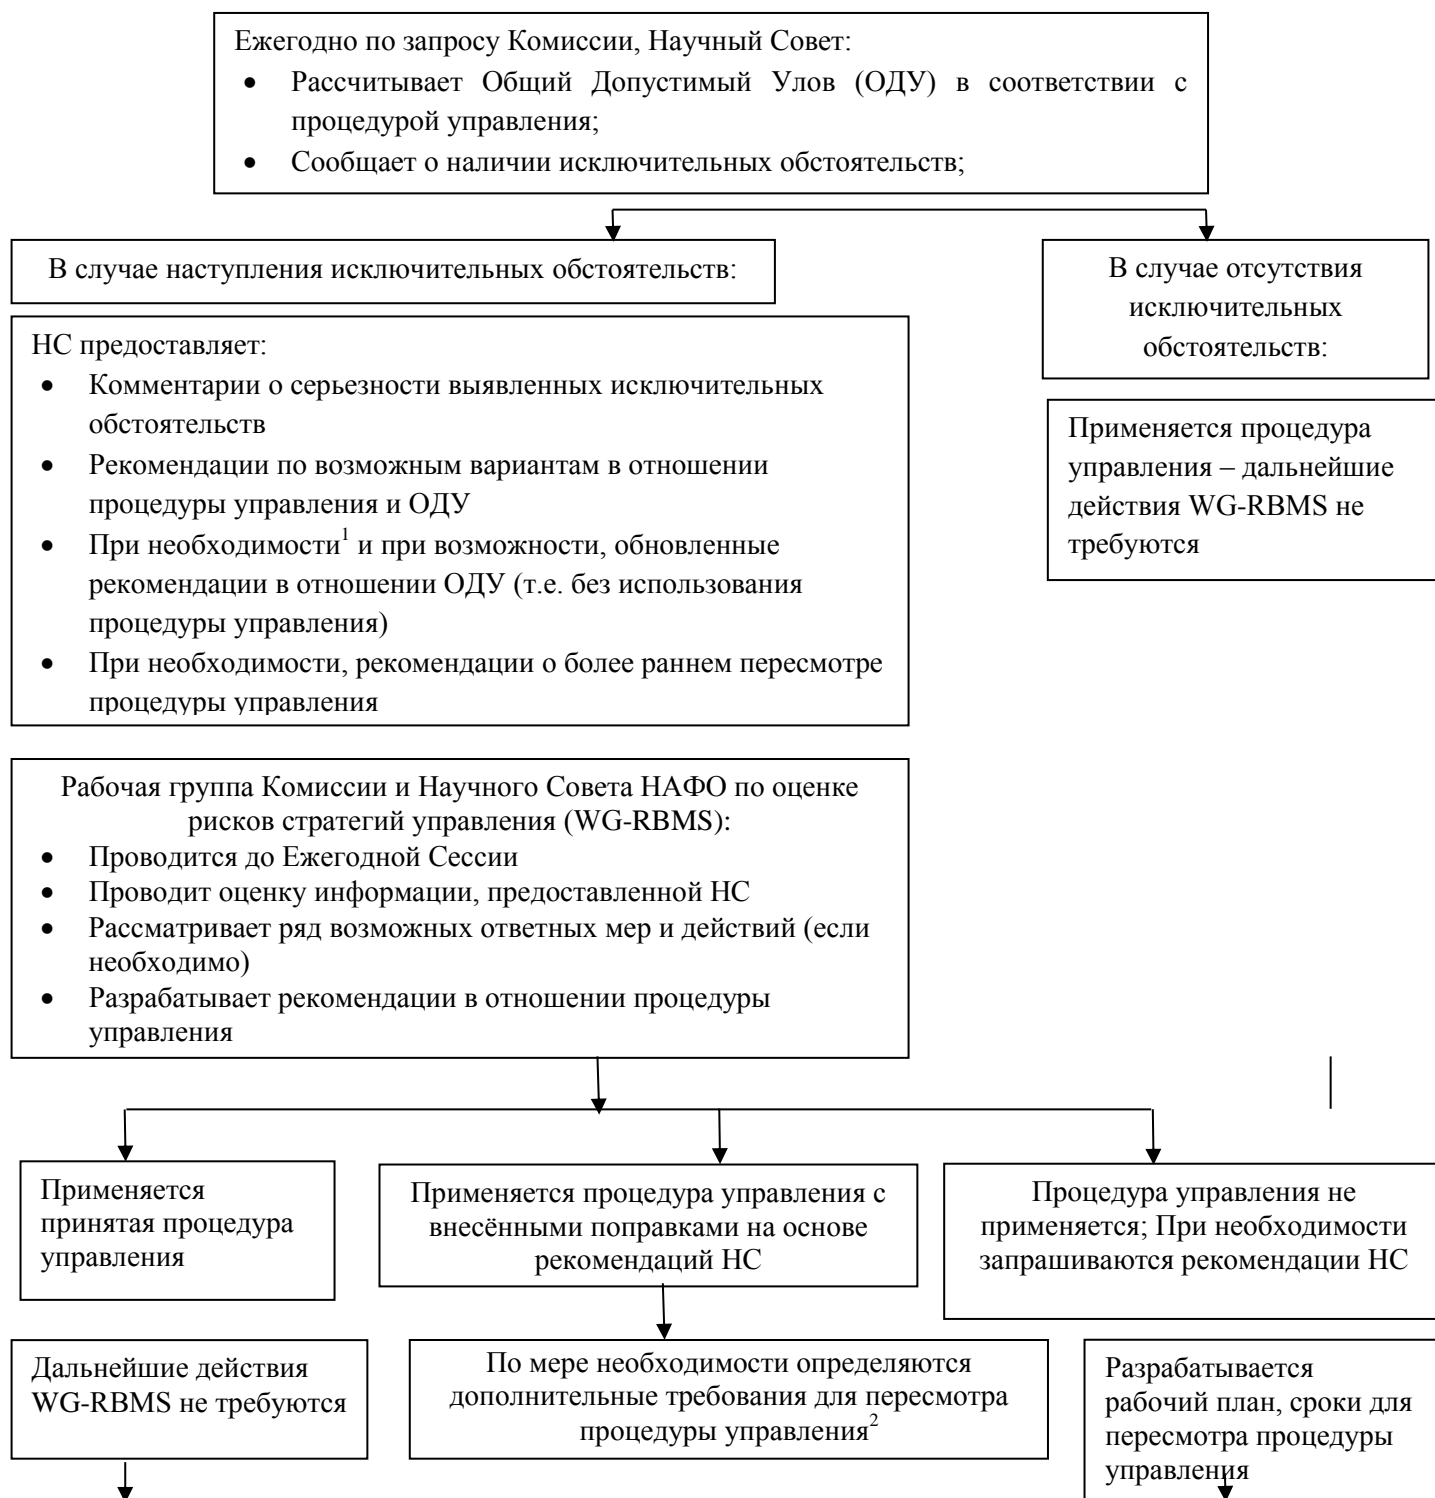 Ежегодно по запросу Комиссии, Научный Совет:
• Рассчитывает Общий Допустимый Улов (ОДУ) в соответствии с
процедурой управления;
• Сообщает о наличии исключительных обстоятельств;
В случае наступления исключительных обстоятельств:
В случае отсутствия
исключительных
обстоятельств:
НС предоставляет:
• Комментарии о серьезности выявленных исключительных
обстоятельств
• Рекомендации по возможным вариантам в отношении
процедуры управления и ОДУ
• При необходимости¹ и при возможности, обновленные
рекомендации в отношении ОДУ (т.е. без использования
процедуры управления)
• При необходимости, рекомендации о более раннем пересмотре
процедуры управления
Применяется процедура
управления – дальнейшие
действия WG-RBMS не
требуются
Рабочая группа Комиссии и Научного Совета НАФО по оценке
рисков стратегий управления (WG-RBMS):
• Проводится до Ежегодной Сессии
• Проводит оценку информации, предоставленной НС
• Рассматривает ряд возможных ответных мер и действий (если
необходимо)
• Разрабатывает рекомендации в отношении процедуры
управления
Применяется
принятая процедура
управления
Применяется процедура управления с
внесёнными поправками на основе
рекомендаций НС
Процедура управления не
применяется; При необходимости
запрашиваются рекомендации НС
Дальнейшие действия
WG-RBMS не требуются
По мере необходимости определяются
дополнительные требования для пересмотра
процедуры управления²
Разрабатывается
рабочий план, сроки для
пересмотра процедуры
управления